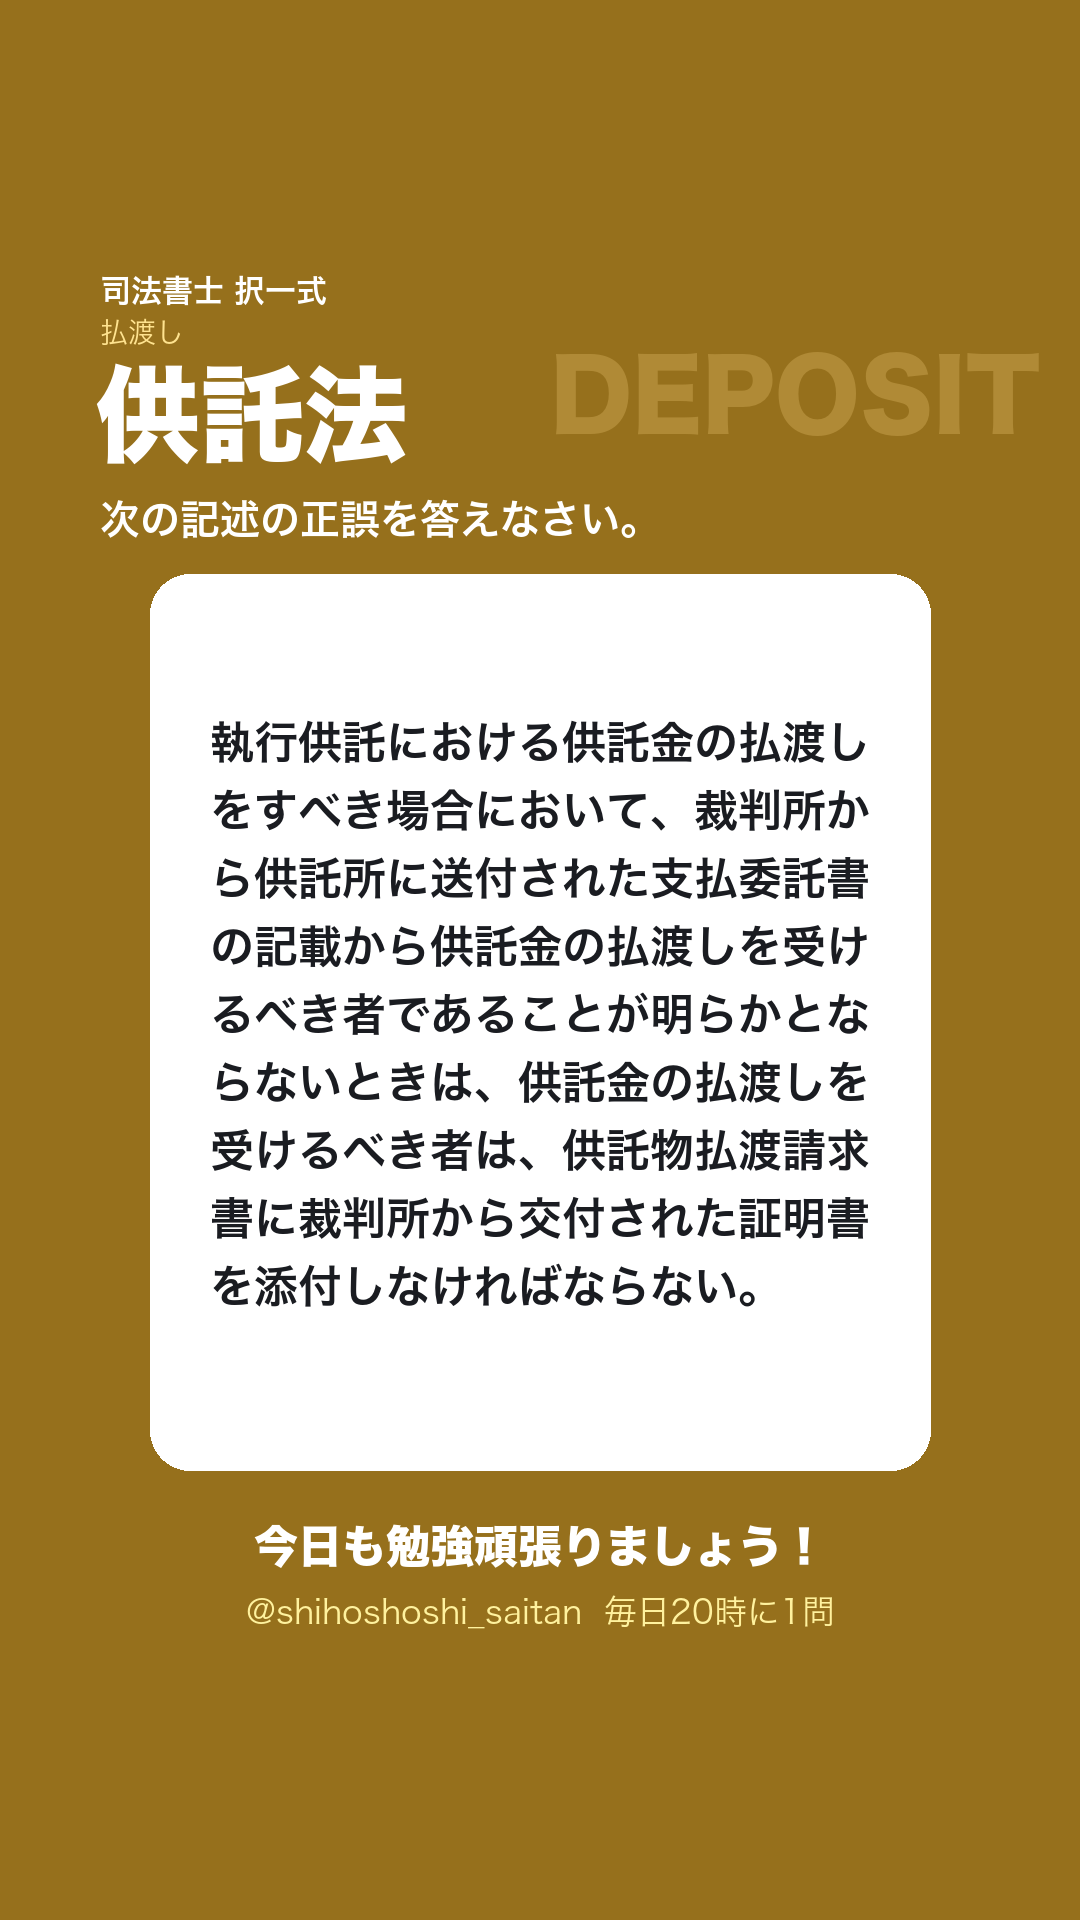 司法書士 択一式
払渡し
供託法
DEPOSIT
次の記述の正誤を答えなさい。
執行供託における供託金の払渡し
をすべき場合において、裁判所か
ら供託所に送付された支払委託書
の記載から供託金の払渡しを受け
るべき者であることが明らかとな
らないときは、供託金の払渡しを
受けるべき者は、供託物払渡請求
書に裁判所から交付された証明書
を添付しなければならない。
今日も勉強頑張りましょう！
@shihoshoshi_saitan 毎日20時に1問